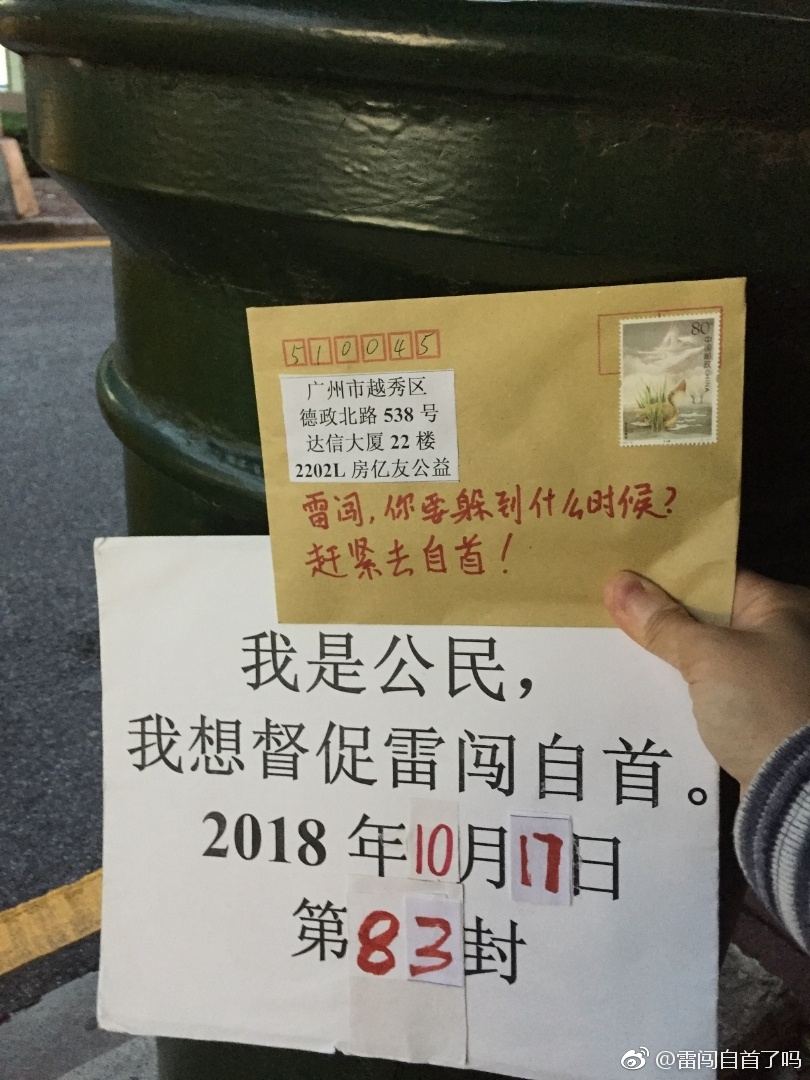 510045
80
中国邮政
CHINA
广州市越秀区
德政北路 538 号
达信大厦 22 楼
2202L 房亿友公益
雷闯,你要躲到什么时候?
赶紧去自首!
我是公民,
我想督促雷闯自首。
2018 年10月17日
第83封
@雷闯自首了吗